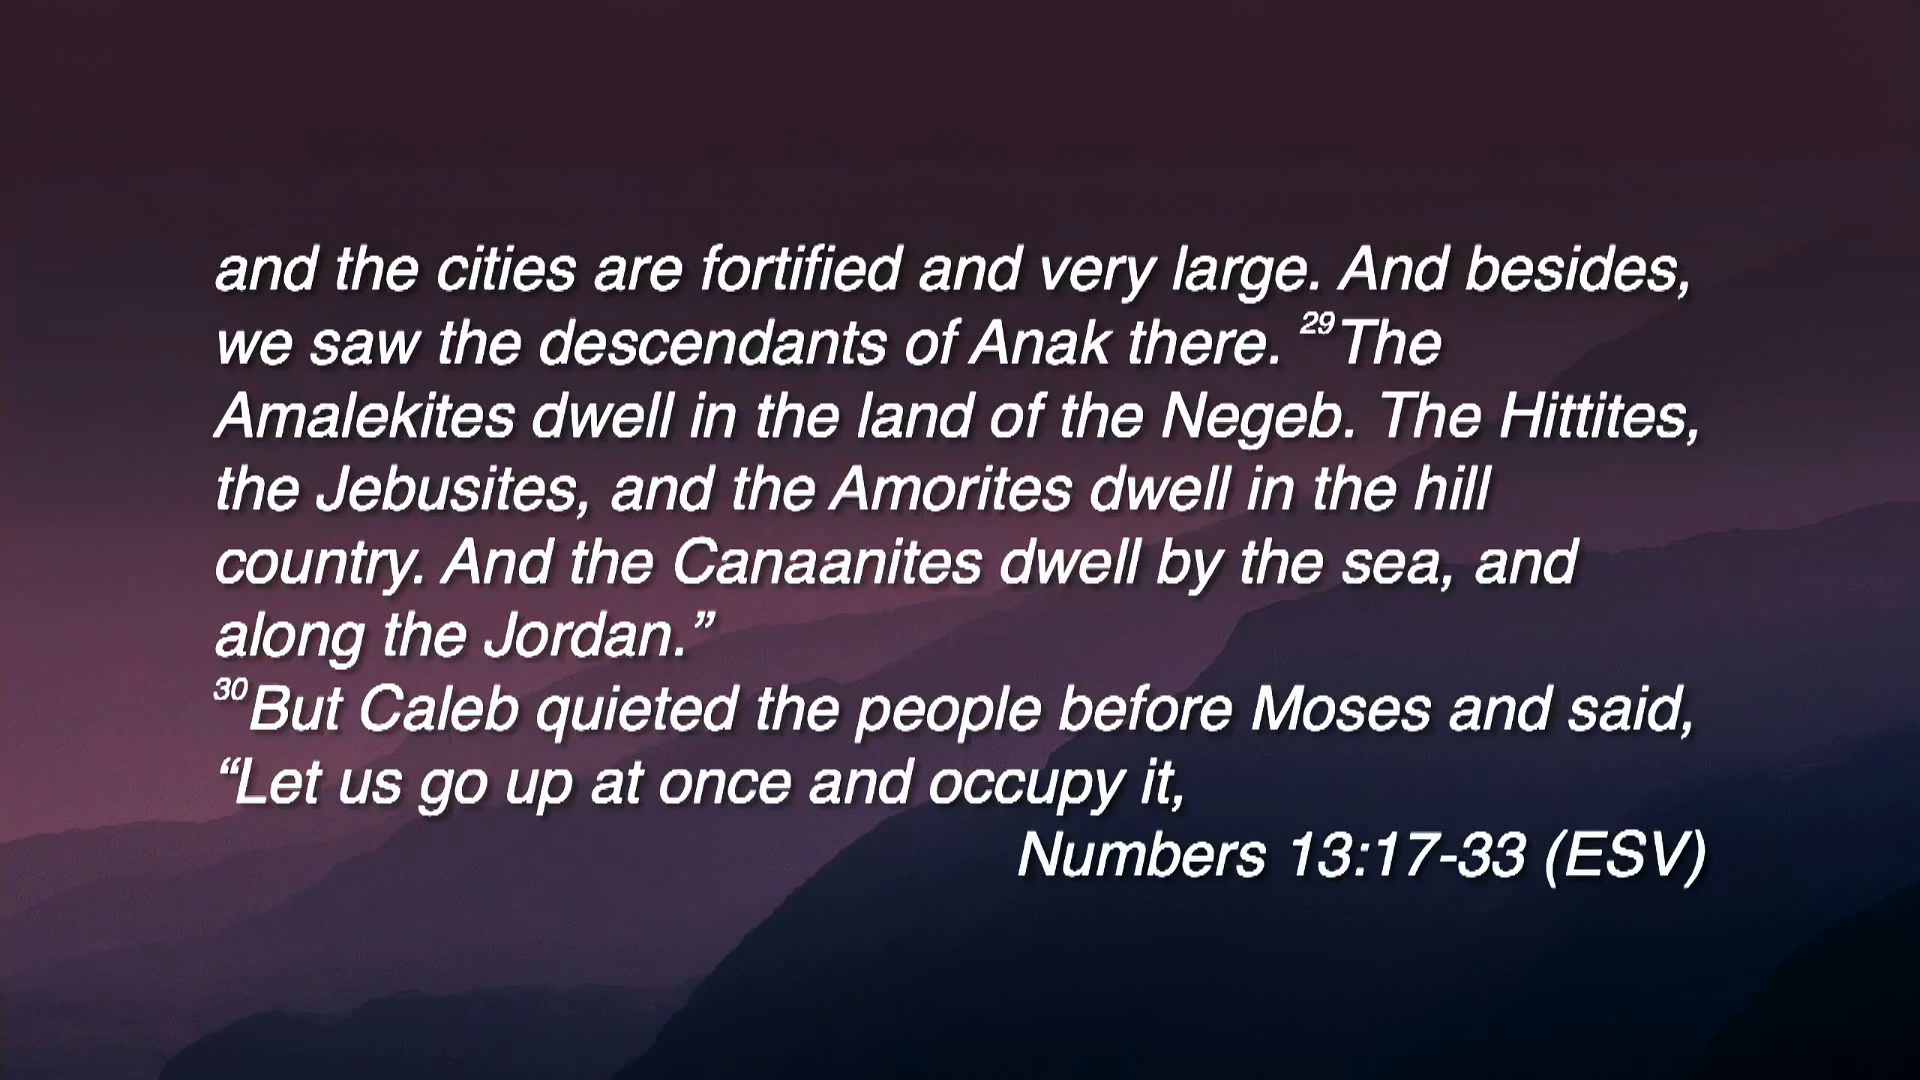 and the cities are fortified and very large. And besides,
we saw the descendants of Anak there. 29 The
Amalekites dwell in the land of the Negeb. The Hittites,
the Jebusites, and the Amorites dwell in the hill
country. And the Canaanites dwell by the sea, and
along the Jordan.”
30 But Caleb quieted the people before Moses and said,
“Let us go up at once and occupy it,
Numbers 13:17-33 (ESV)